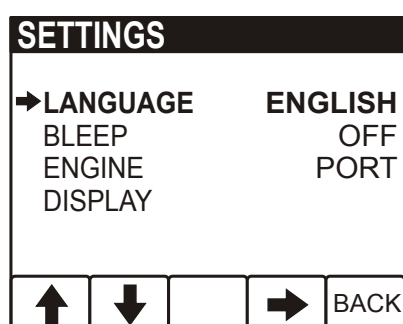 SETTINGS
LANGUAGE ENGLISH
BLEEP OFF
ENGINE PORT
DISPLAY
BACK